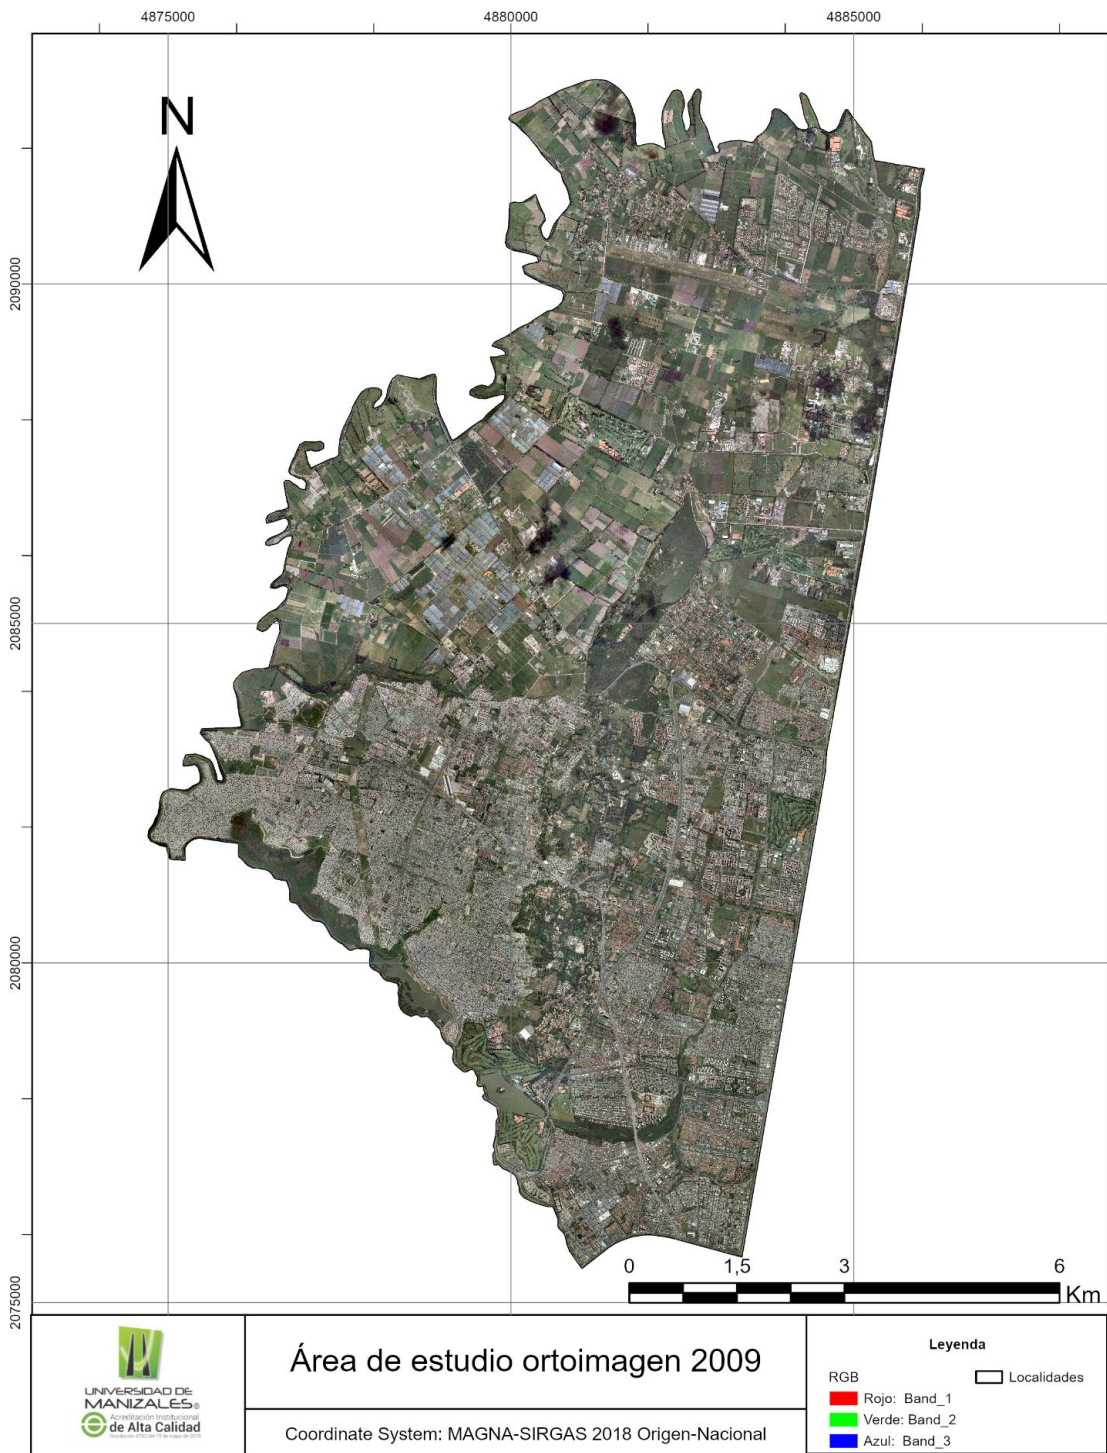 4875000
4880000
4885000
N
2090000
2085000
2080000
2075000
0
1,5
3
6
Km
UNIVERSIDAD DE
MANIZALES®
Acreditación Institucional
de Alta Calidad
Área de estudio ortoimagen 2009
Coordinate System: MAGNA-SIRGAS 2018 Origen-Nacional
Leyenda
RGB
Rojo: Band_1
Verde: Band_2
Azul: Band_3
Localidades